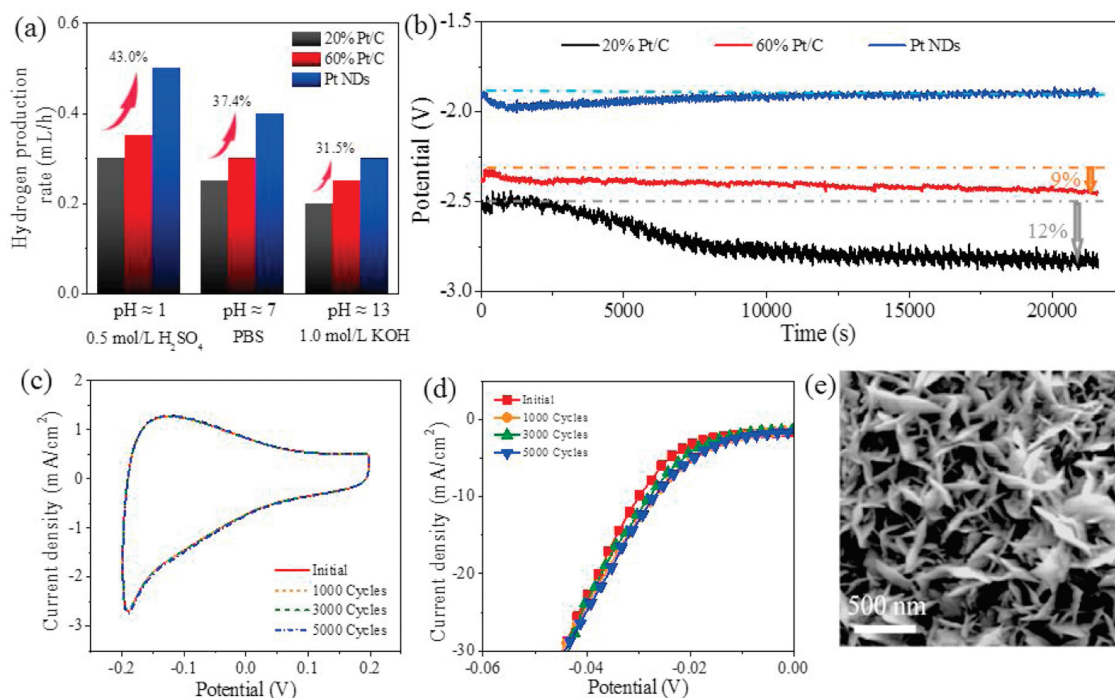 (a)
Hydrogen production
rate (mL/h)
0.6
0.4
0.2
0.0
20% Pt/C
60% Pt/C
Pt NDs
43.0%
37.4%
31.5%
pH ≈ 1
pH ≈ 7
pH ≈ 13
0.5 mol/L H₂SO₄
PBS
1.0 mol/L KOH
(b)
Potential (V)
-1.5
-2.0
-2.5
-3.0
20% Pt/C
60% Pt/C
Pt NDs
9%
12%
0
5000
10000
15000
20000
Time (s)
(c)
Current density (mA/cm²)
2
1
0
-1
-2
-3
Initial
1000 Cycles
3000 Cycles
5000 Cycles
-0.2
-0.1
0.0
0.1
0.2
Potential (V)
(d)
Current density (mA/cm²)
0
-10
-20
-30
Initial
1000 Cycles
3000 Cycles
5000 Cycles
-0.06
-0.04
-0.02
0.00
Potential (V)
(e)
500 nm